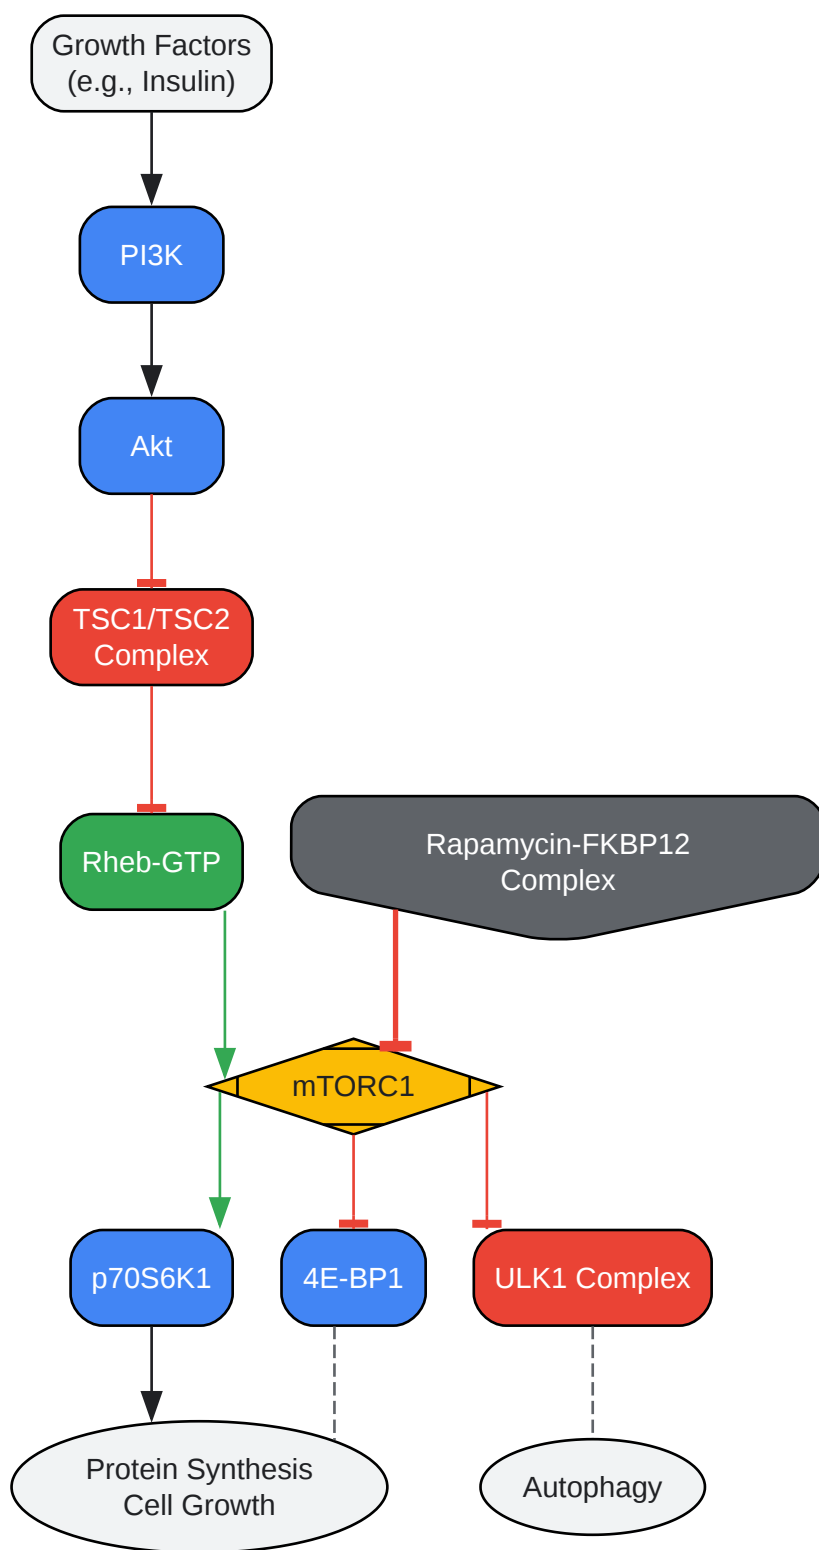 Growth Factors
(e.g., Insulin)
PI3K
Akt
TSC1/TSC2
Complex
Rheb-GTP
Rapamycin-FKBP12
Complex
mTORC1
p70S6K1
4E-BP1
ULK1 Complex
Protein Synthesis
Cell Growth
Autophagy